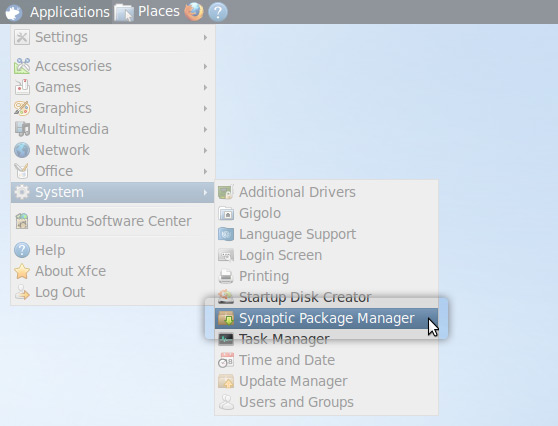 Applications Places
Settings
Accessories
Games
Graphics
Multimedia
Network
Office
System
Ubuntu Software Center
Help
About Xfce
Log Out
Additional Drivers
Gigolo
Language Support
Login Screen
Printing
Startup Disk Creator
Synaptic Package Manager
Task Manager
Time and Date
Update Manager
Users and Groups